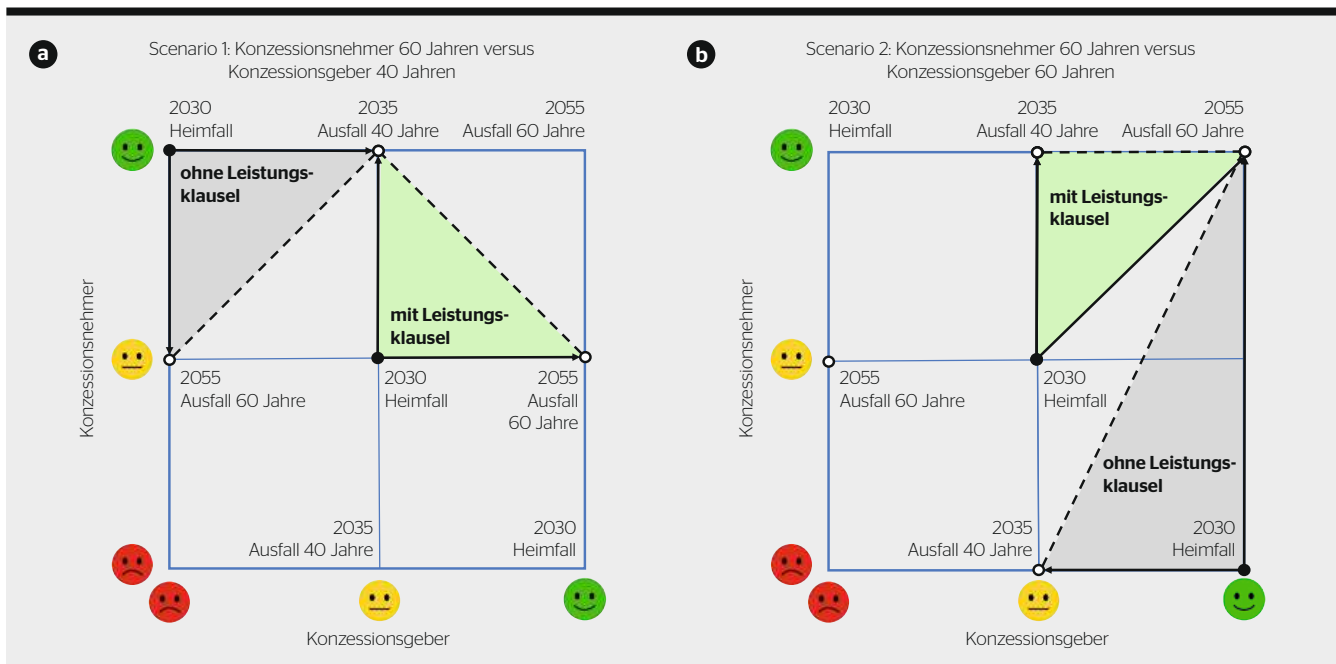 a
Scenario 1: Konzessionsnehmer 60 Jahren versus
Konzessionsgeber 40 Jahren
2030
Heimfall
2035
Ausfall 40 Jahre
2055
Ausfall 60 Jahre
ohne Leistungs-
klausel
mit Leistungs-
klausel
Konzessionsnehmer
2055
Ausfall 60 Jahre
2030
Heimfall
2055
Ausfall
60 Jahre
2035
Ausfall 40 Jahre
2030
Heimfall
Konzessionsgeber
b
Scenario 2: Konzessionsnehmer 60 Jahren versus
Konzessionsgeber 60 Jahren
2030
Heimfall
2035
Ausfall 40 Jahre
2055
Ausfall 60 Jahre
mit Leistungs-
klausel
Konzessionsnehmer
2055
Ausfall 60 Jahre
2030
Heimfall
ohne Leistungs-
klausel
2035
Ausfall 40 Jahre
2030
Heimfall
Konzessionsgeber